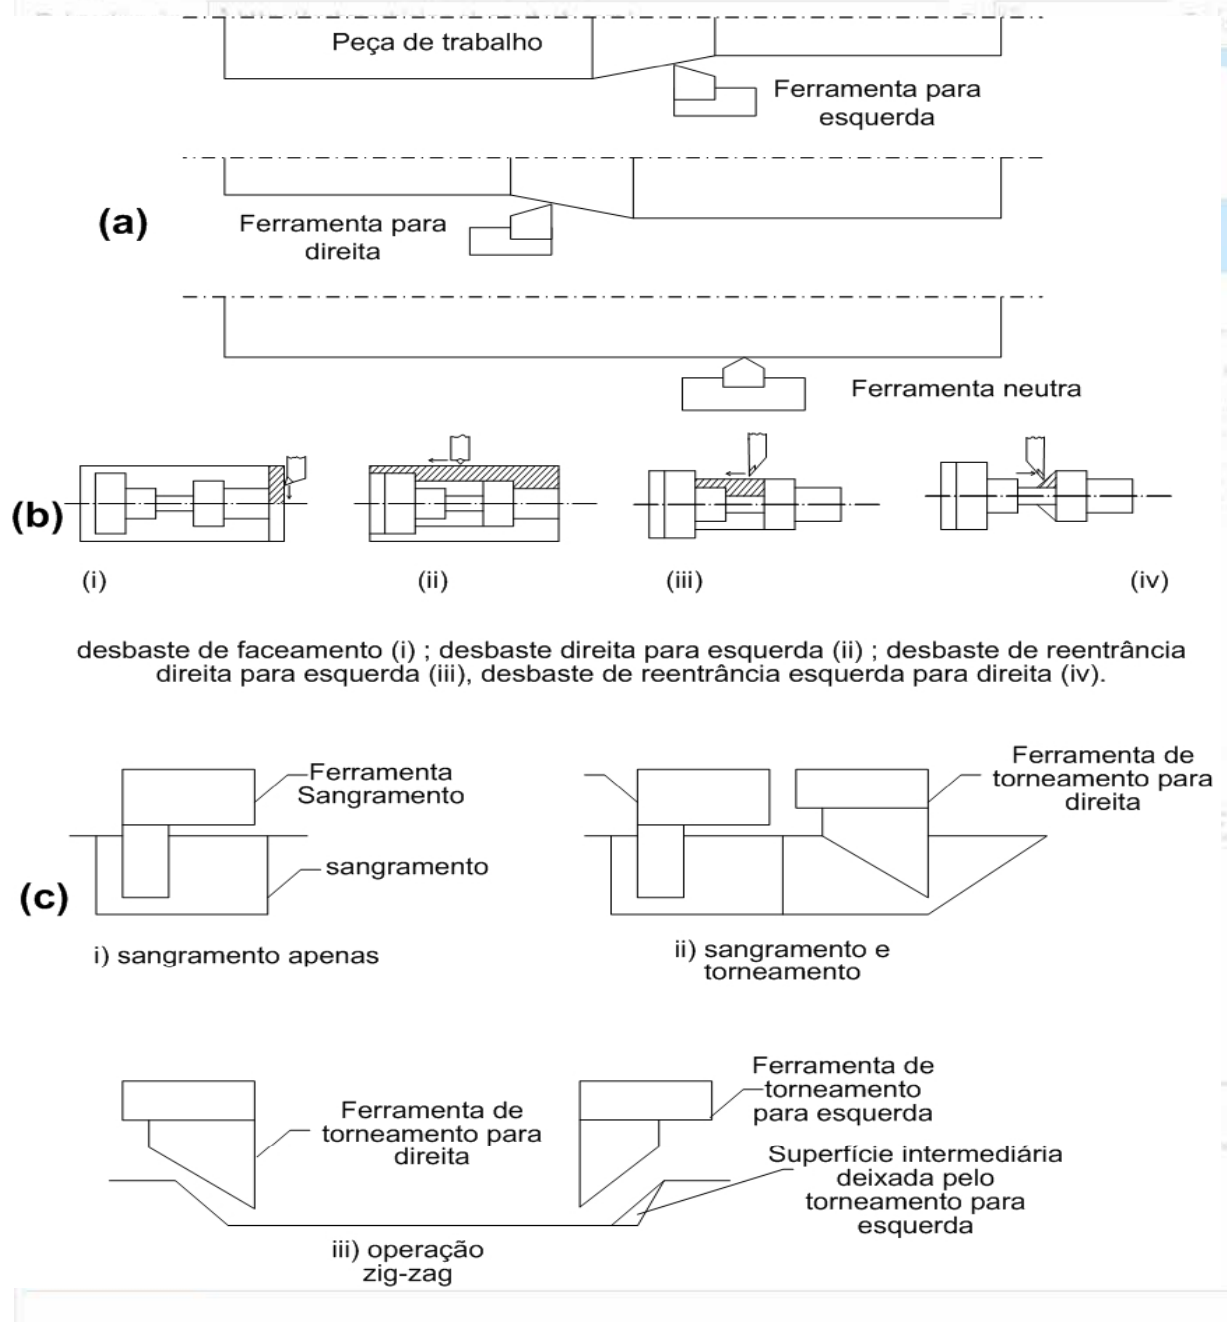 Peça de trabalho
Ferramenta para
esquerda
(a)
Ferramenta para
direita
Ferramenta neutra
(b)
(i)
(ii)
(iii)
(iv)
desbaste de faceamento (i) ; desbaste direita para esquerda (ii) ; desbaste de reentrância
direita para esquerda (iii), desbaste de reentrância esquerda para direita (iv).
(c)
Ferramenta
Sangramento
sangramento
i) sangramento apenas
Ferramenta de
torneamento para
direita
ii) sangramento e
torneamento
Ferramenta de
torneamento para
direita
Ferramenta de
torneamento
para esquerda
Superfície intermediária
deixada pelo
torneamento para
esquerda
iii) operação
zig-zag